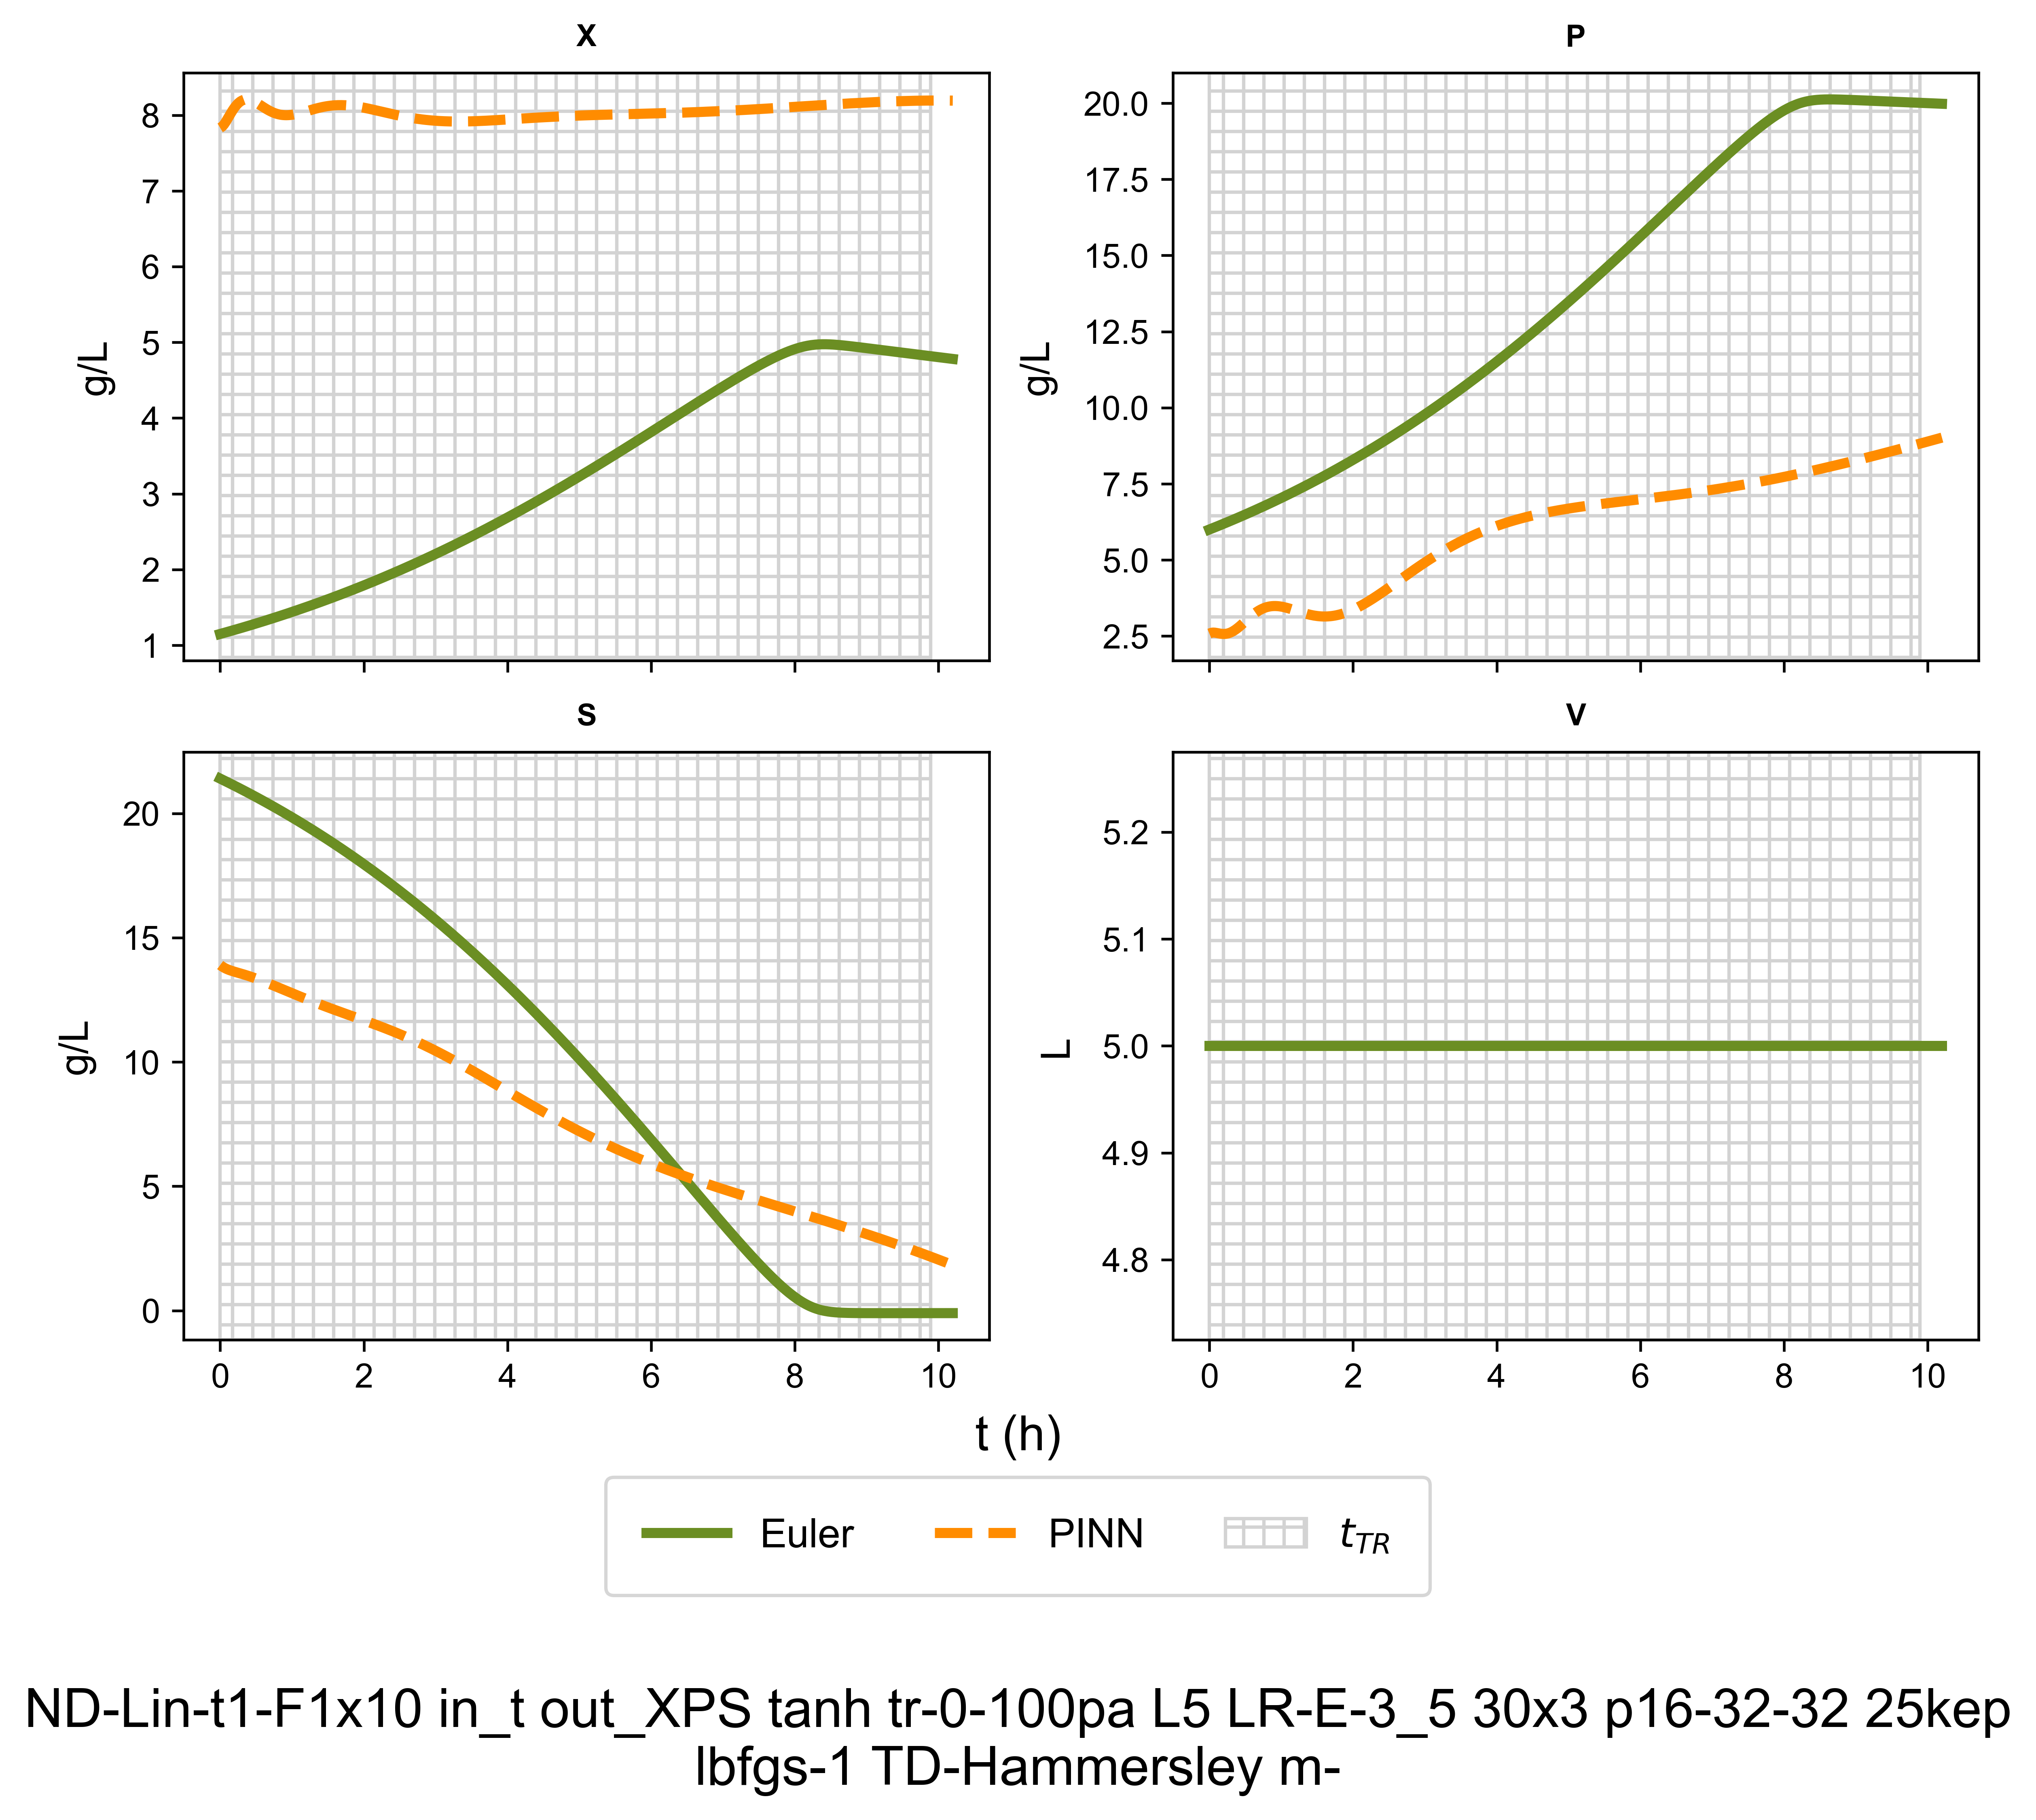 X
P
8
7
6
5
4
3
2
1
g/L
20.0
17.5
15.0
12.5
10.0
7.5
5.0
2.5
g/L
S
V
20
15
10
5
0
g/L
0 2 4 6 8 10
5.2
5.1
5.0
4.9
4.8
L
0 2 4 6 8 10
t (h)
Euler PINN t_TR
ND-Lin-t1-F1x10 in_t out_XPS tanh tr-0-100pa L5 LR-E-3_5 30x3 p16-32-32 25kep
lbfgs-1 TD-Hammersley m-